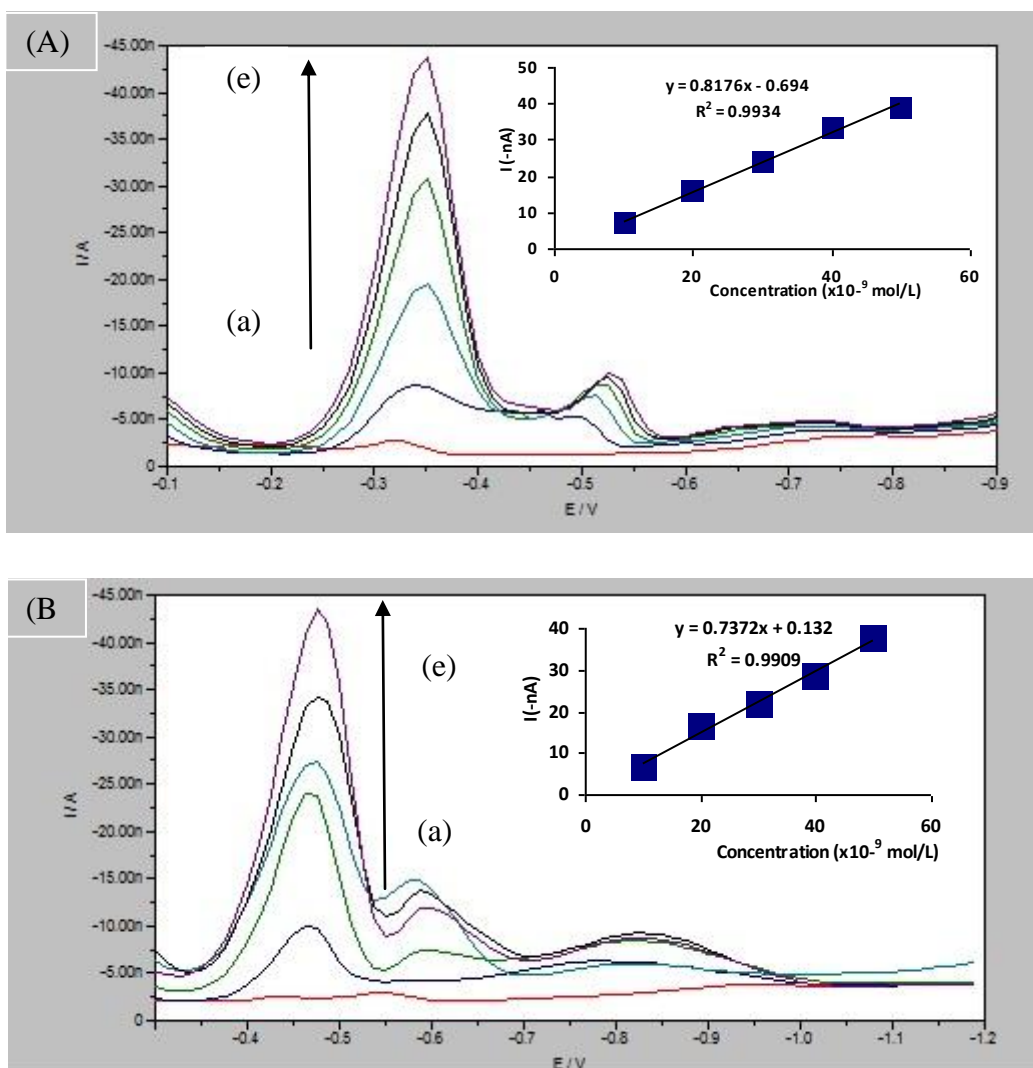 (A)
−45.00n
−40.00n
−35.00n
−30.00n
−25.00n
−20.00n
−15.00n
−10.00n
−5.00n
0
I / A
(e)
(a)
−0.1 −0.2 −0.3 −0.4 −0.5 −0.6 −0.7 −0.8 −0.9
E / V
50
40
30
20
10
0
I (-nA)
y = 0.8176x - 0.694
R² = 0.9934
0 20 40 60
Concentration (x10-⁹ mol/L)
(B
−45.00n
−40.00n
−35.00n
−30.00n
−25.00n
−20.00n
−15.00n
−10.00n
−5.00n
0
I / A
(e)
(a)
−0.4 −0.5 −0.6 −0.7 −0.8 −0.9 −1.0 −1.1 −1.2
E / V
40
30
20
10
0
I (-nA)
y = 0.7372x + 0.132
R² = 0.9909
0 20 40 60
Concentration (x10-⁹ mol/L)